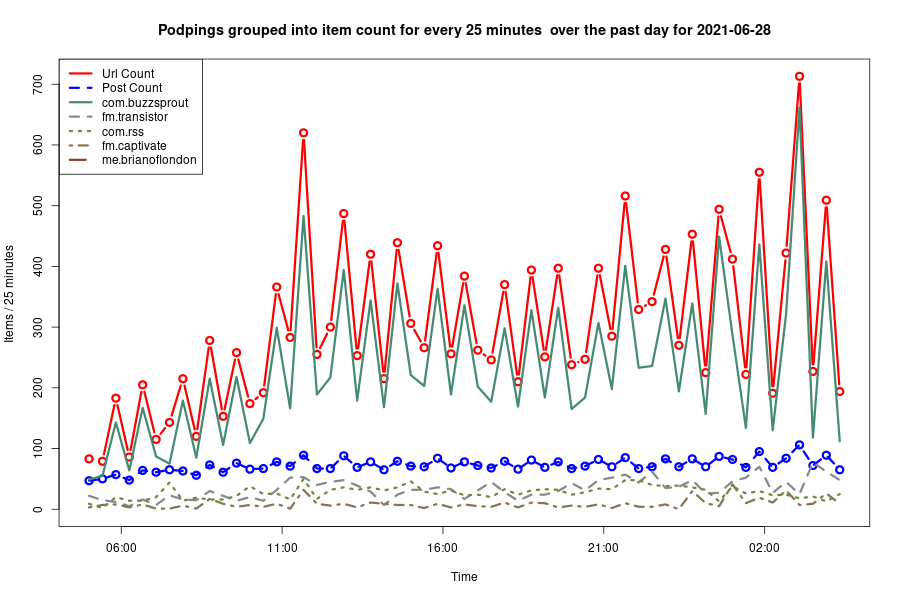 Podpings grouped into item count for every 25 minutes  over the past day for 2021-06-28
Url Count
Post Count
com.buzzsprout
fm.transistor
com.rss
fm.captivate
me.brianoflondon
Items / 25 minutes
700
600
500
400
300
200
100
0
06:00
11:00
16:00
21:00
02:00
Time